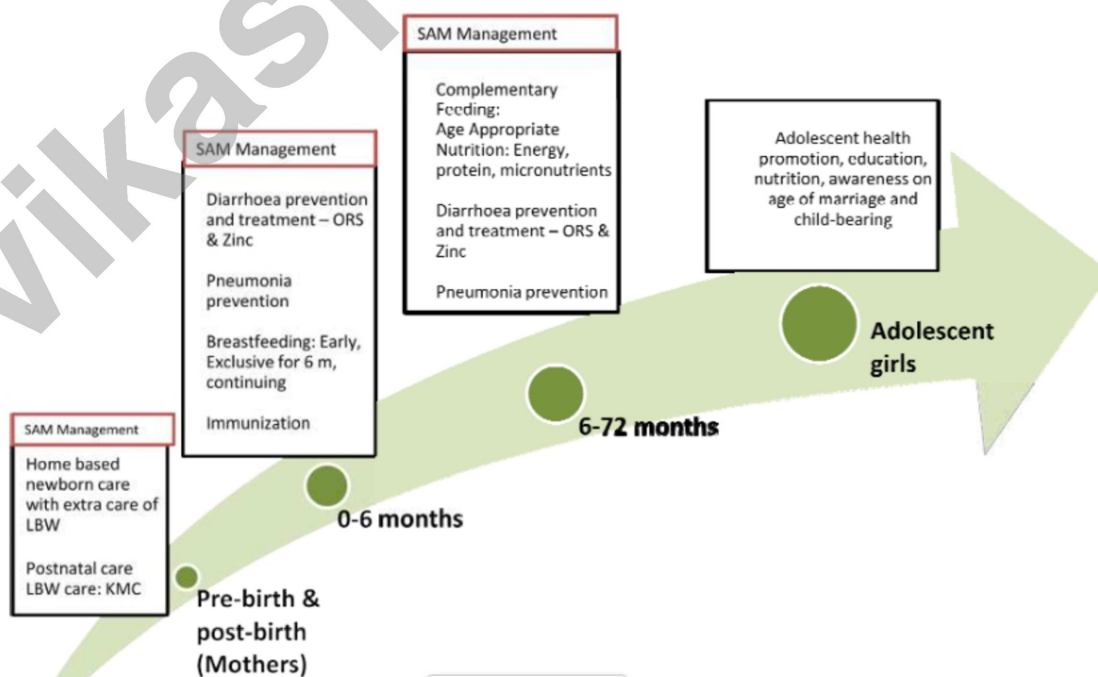 vikasp
SAM Management
Home based
newborn care
with extra care of
LBW
Postnatal care
LBW care: KMC
Pre-birth &
post-birth
(Mothers)
SAM Management
Diarrhoea prevention
and treatment – ORS
& Zinc
Pneumonia
prevention
Breastfeeding: Early,
Exclusive for 6 m,
continuing
Immunization
0-6 months
SAM Management
Complementary
Feeding:
Age Appropriate
Nutrition: Energy,
protein, micronutrients
Diarrhoea prevention
and treatment – ORS &
Zinc
Pneumonia prevention
6-72 months
Adolescent health
promotion, education,
nutrition, awareness on
age of marriage and
child-bearing
Adolescent
girls